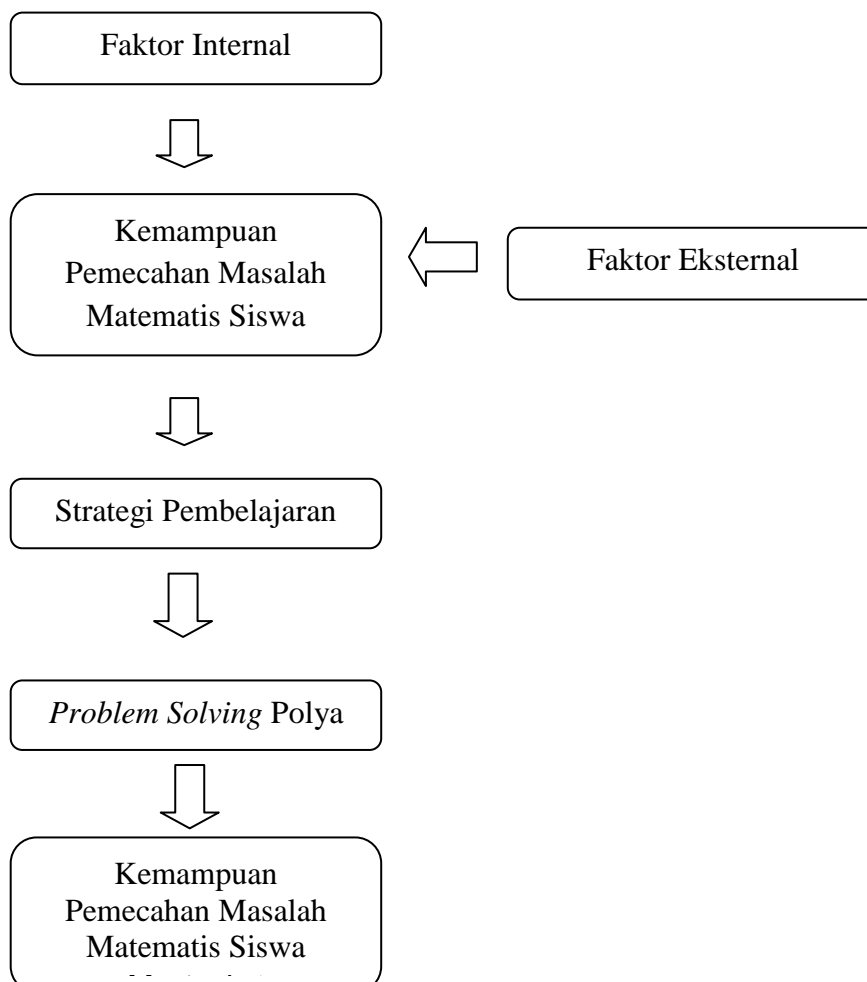 Faktor Internal
Kemampuan
Pemecahan Masalah
Matematis Siswa
Faktor Eksternal
Strategi Pembelajaran
Problem Solving Polya
Kemampuan
Pemecahan Masalah
Matematis Siswa